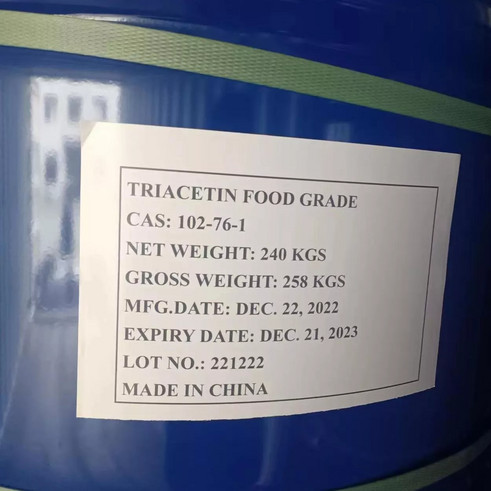 TRIACETIN FOOD GRADE
CAS: 102-76-1
NET WEIGHT: 240 KGS
GROSS WEIGHT: 258 KGS
MFG.DATE: DEC. 22, 2022
EXPIRY DATE: DEC. 21, 2023
LOT NO.: 221222
MADE IN CHINA